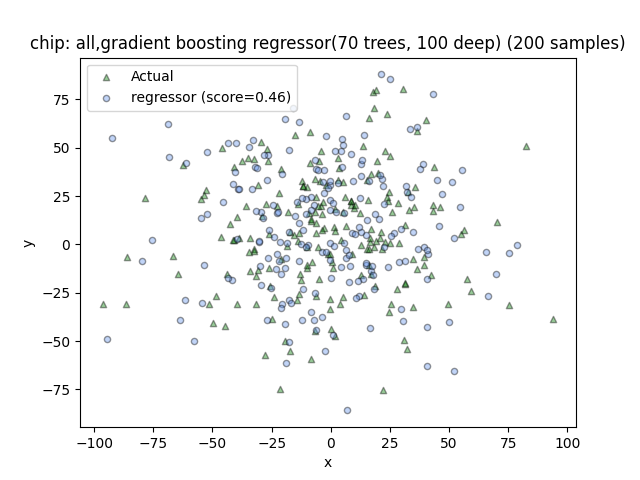 chip: all,gradient boosting regressor(70 trees, 100 deep) (200 samples)
Actual
regressor (score=0.46)
75
50
25
0
−25
−50
−75
y
−100 −75 −50 −25 0 25 50 75 100
x